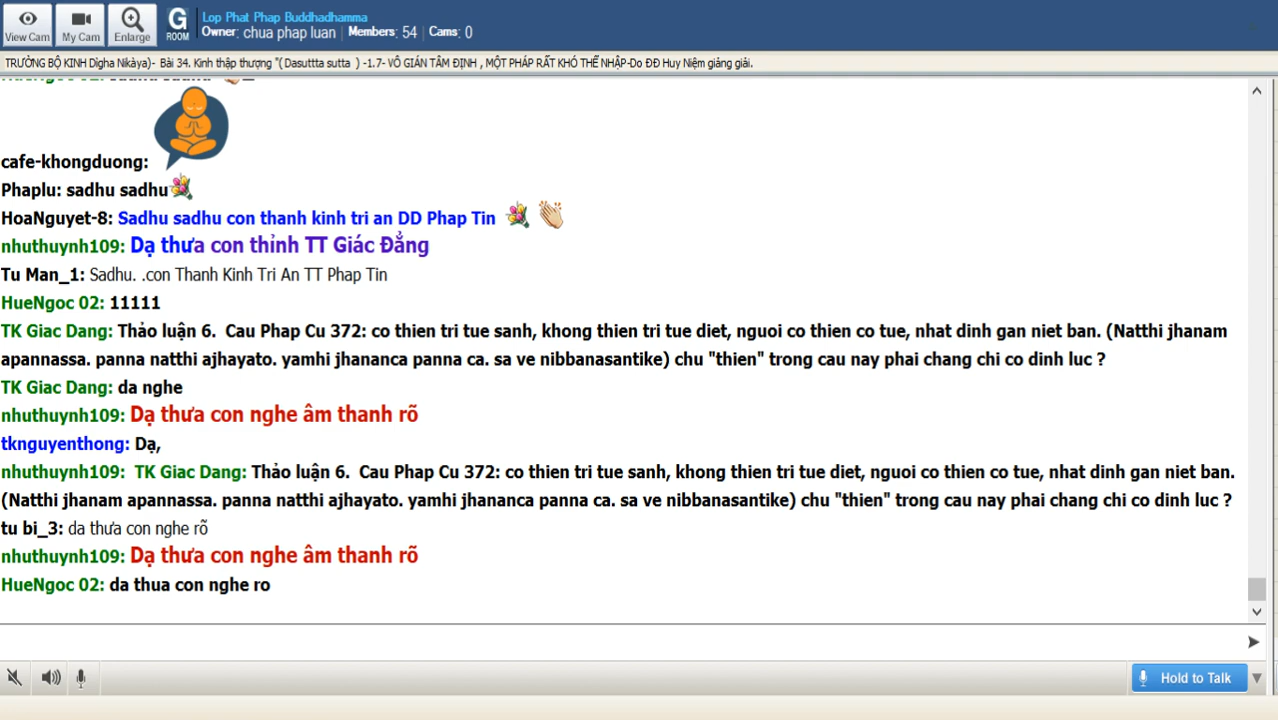 Lop Phat Phap Buddhadhamma
View Cam
My Cam
Enlarge
G
ROOM
Owner: chua phap luan | Members: 54 | Cams: 0
TRƯỜNG BỘ KINH Dìgha Nikàya)- Bài 34. Kinh thập thượng "( Dasuttta sutta ) -1.7- VÔ GIÁN TÂM ĐỊNH , MỘT PHÁP RẤT KHÓ THỂ NHẬP-Do ĐĐ Huy Niệm giảng giải.
cafe-khongduong:
Phaplu: sadhu sadhu
HoaNguyet-8: Sadhu sadhu con thanh kinh tri an DD Phap Tin
nhuthuynh109: Dạ thưa con thỉnh TT Giác Đẳng
Tu Man_1: Sadhu. .con Thanh Kinh Tri An TT Phap Tin
HueNgoc 02: 11111
TK Giac Dang: Thảo luận 6. Cau Phap Cu 372: co thien tri tue sanh, khong thien tri tue diet, nguoi co thien co tue, nhat dinh gan niet ban. (Natthi jhanam
apannassa. panna natthi ajhayato. yamhi jhananca panna ca. sa ve nibbanasantike) chu "thien" trong cau nay phai chang chi co dinh luc ?
TK Giac Dang: da nghe
nhuthuynh109: Dạ thưa con nghe âm thanh rõ
tknguyenthong: Dạ,
nhuthuynh109: TK Giac Dang: Thảo luận 6. Cau Phap Cu 372: co thien tri tue sanh, khong thien tri tue diet, nguoi co thien co tue, nhat dinh gan niet ban.
(Natthi jhanam apannassa. panna natthi ajhayato. yamhi jhananca panna ca. sa ve nibbanasantike) chu "thien" trong cau nay phai chang chi co dinh luc ?
tu bi_3: da thưa con nghe rõ
nhuthuynh109: Dạ thưa con nghe âm thanh rõ
HueNgoc 02: da thua con nghe ro
Hold to Talk